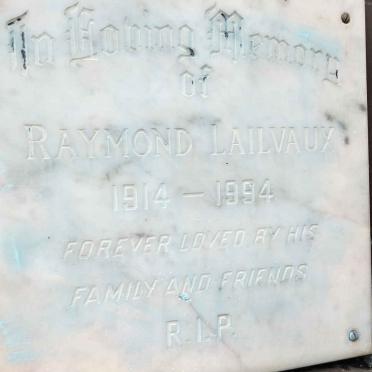 In Loving Memory
of
RAYMOND LAILVAUX
1914 — 1994
FOREVER LOVED BY HIS
FAMILY AND FRIENDS
R.I.P.